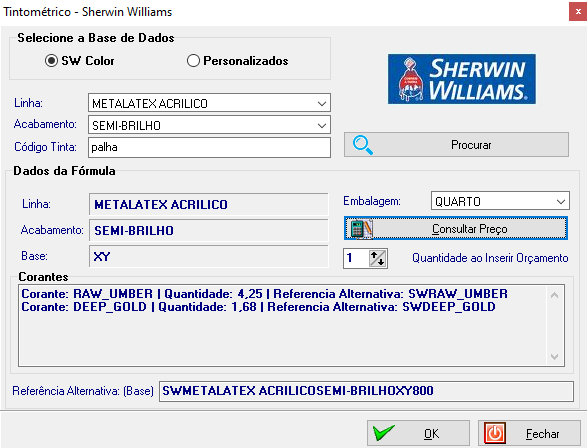 Tintométrico - Sherwin Williams
Selecione a Base de Dados
SW Color
Personalizados
SHERWIN
WILLIAMS.
Linha:
METALATEX ACRILICO
Acabamento:
SEMI-BRILHO
Código Tinta:
palha
Procurar
Dados da Fórmula
Linha:
METALATEX ACRILICO
Embalagem:
QUARTO
Acabamento:
SEMI-BRILHO
Consultar Preço
Base:
XY
1
Quantidade ao Inserir Orçamento
Corantes
Corante: RAW_UMBER | Quantidade: 4,25 | Referencia Alternativa: SWRAW_UMBER
Corante: DEEP_GOLD | Quantidade: 1,68 | Referencia Alternativa: SWDEEP_GOLD
Referência Alternativa: (Base)
SWMETALATEX ACRILICOSEMI-BRILHOXY800
OK
Fechar